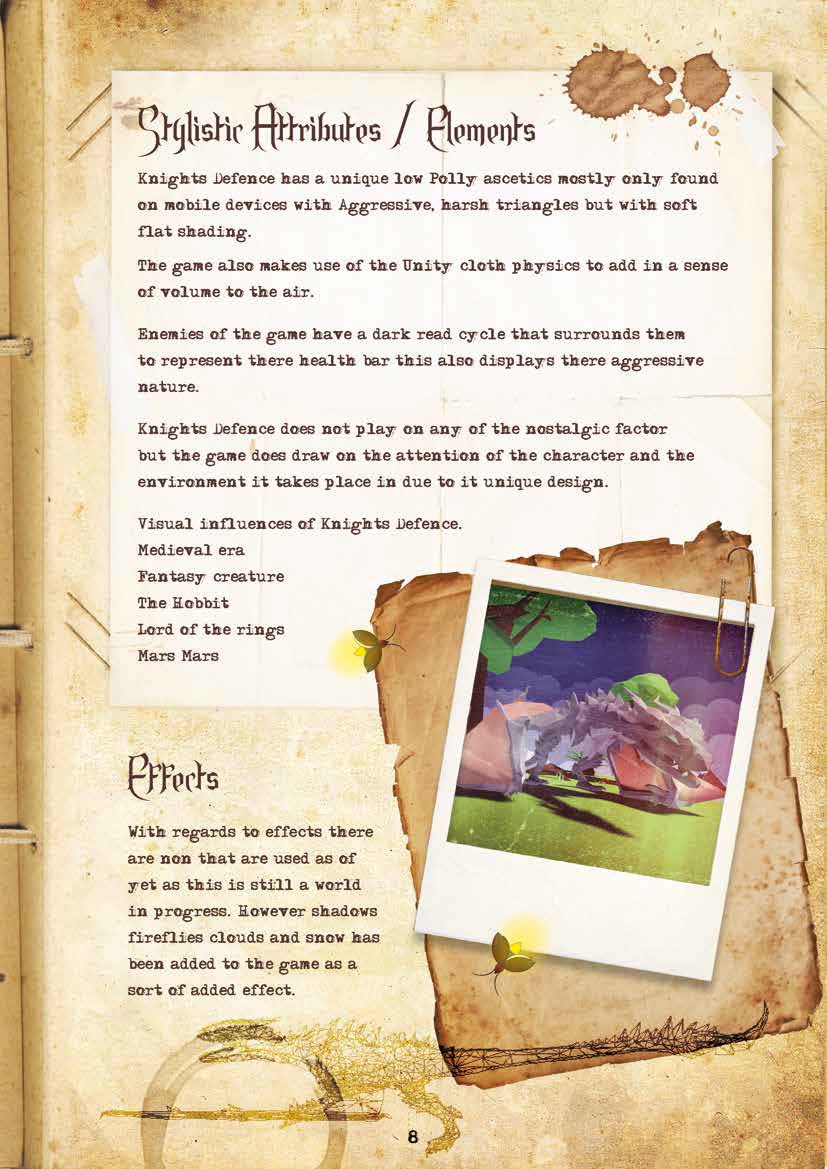 Stylistic Attributes / Elements
Knights Defence has a unique low Polly ascetics mostly only found
on mobile devices with Aggressive, harsh triangles but with soft
flat shading.
The game also makes use of the Unity cloth physics to add in a sense
of volume to the air.
Enemies of the game have a dark read cycle that surrounds them
to represent there health bar this also displays there aggressive
nature.
Knights Defence does not play on any of the nostalgic factor
but the game does draw on the attention of the character and the
environment it takes place in due to it unique design.
Visual influences of Knights Defence.
Medieval era
Fantasy creature
The Hobbit
Lord of the rings
Mars Mars
Effects
With regards to effects there
are non that are used as of
yet as this is still a world
in progress. However shadows
fireflies clouds and snow has
been added to the game as a
sort of added effect.
8